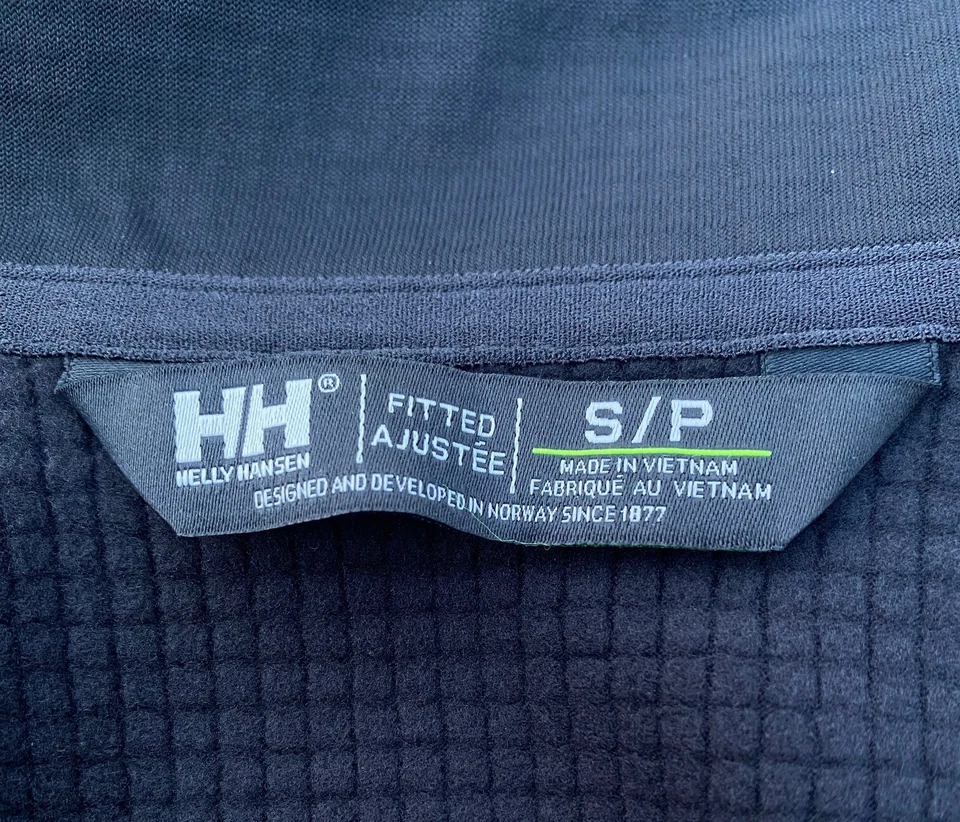 HH®
HELLY HANSEN
FITTED
AJUSTÉE
S/P
MADE IN VIETNAM
FABRIQUÉ AU VIETNAM
DESIGNED AND DEVELOPED IN NORWAY SINCE 1877